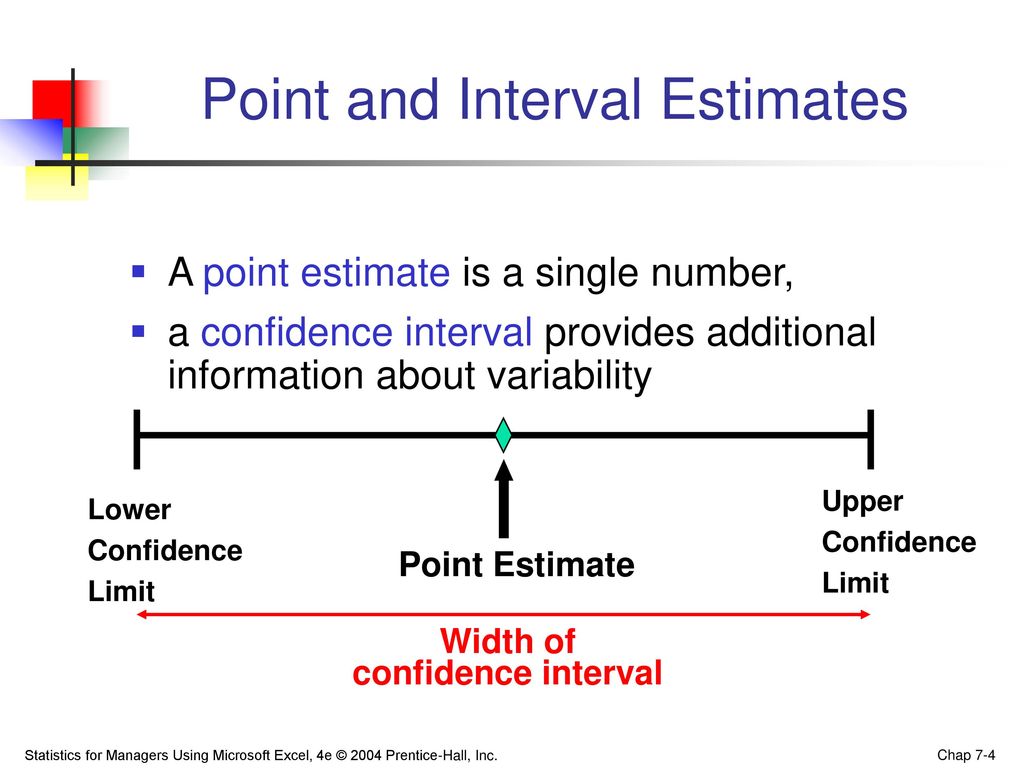 Point and Interval Estimates
A point estimate is a single number,
a confidence interval provides additional
information about variability
Lower
Confidence
Limit
Point Estimate
Upper
Confidence
Limit
Width of
confidence interval
Statistics for Managers Using Microsoft Excel, 4e © 2004 Prentice-Hall, Inc.
Chap 7-4